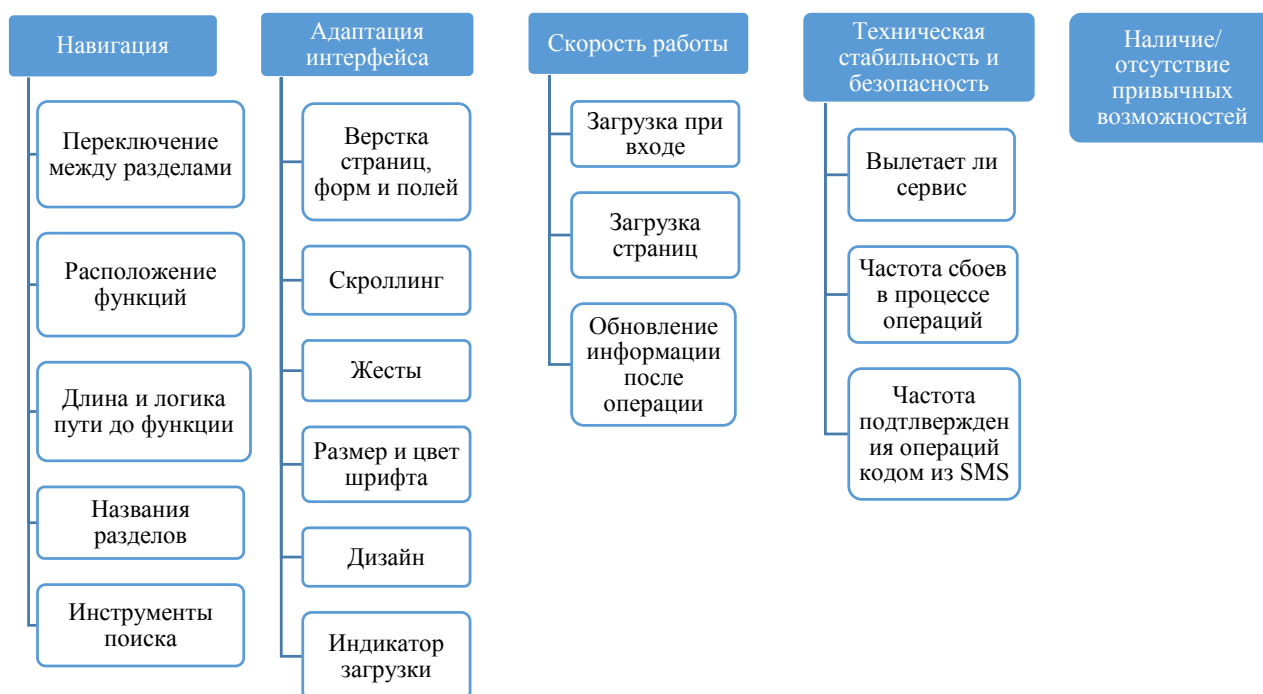 Навигация
Переключение
между разделами
Расположение
функций
Длина и логика
пути до функции
Названия
разделов
Инструменты
поиска
Адаптация
интерфейса
Верстка
страниц,
форм и полей
Скроллинг
Жесты
Размер и цвет
шрифта
Дизайн
Индикатор
загрузки
Скорость работы
Загрузка при
входе
Загрузка
страниц
Обновление
информации
после
операции
Техническая
стабильность и
безопасность
Вылетает ли
сервис
Частота сбоев
в процессе
операций
Частота
подтлвержден
ия операций
кодом из SMS
Наличие/
отсутствие
привычных
возможностей